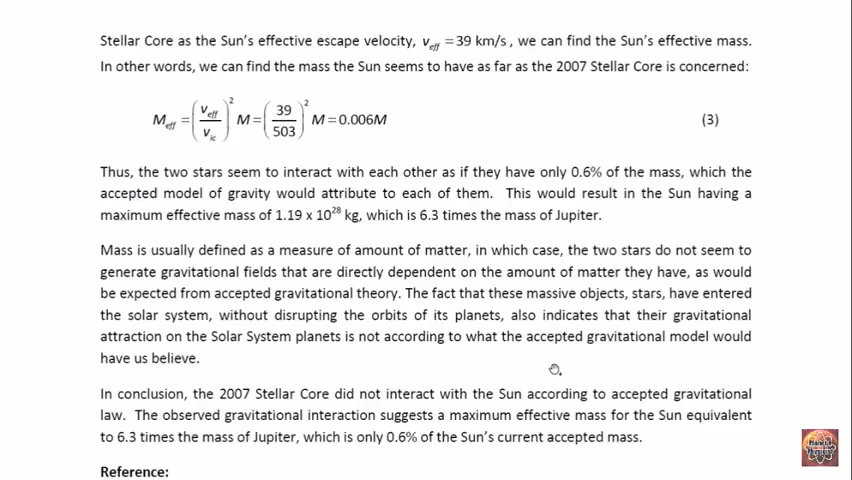 Stellar Core as the Sun's effective escape velocity, v_eff = 39 km/s, we can find the Sun's effective mass.
In other words, we can find the mass the Sun seems to have as far as the 2007 Stellar Core is concerned:
M_eff = (v_eff / v_ic)^2 M = (39 / 503)^2 M = 0.006M (3)
Thus, the two stars seem to interact with each other as if they have only 0.6% of the mass, which the
accepted model of gravity would attribute to each of them. This would result in the Sun having a
maximum effective mass of 1.19 x 10^28 kg, which is 6.3 times the mass of Jupiter.
Mass is usually defined as a measure of amount of matter, in which case, the two stars do not seem to
generate gravitational fields that are directly dependent on the amount of matter they have, as would
be expected from accepted gravitational theory. The fact that these massive objects, stars, have entered
the solar system, without disrupting the orbits of its planets, also indicates that their gravitational
attraction on the Solar System planets is not according to what the accepted gravitational model would
have us believe.
In conclusion, the 2007 Stellar Core did not interact with the Sun according to accepted gravitational
law. The observed gravitational interaction suggests a maximum effective mass for the Sun equivalent
to 6.3 times the mass of Jupiter, which is only 0.6% of the Sun's current accepted mass.
Reference: